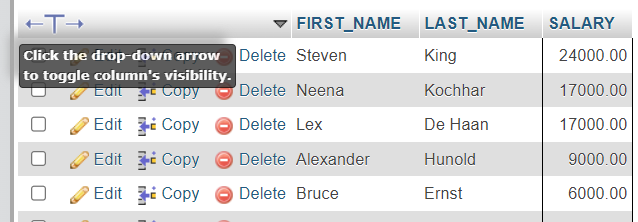 FIRST_NAME LAST_NAME SALARY
Click the drop-down arrow
to toggle column's visibility.
Delete Steven King 24000.00
Edit Copy Delete Neena Kochhar 17000.00
Edit Copy Delete Lex De Haan 17000.00
Edit Copy Delete Alexander Hunold 9000.00
Edit Copy Delete Bruce Ernst 6000.00